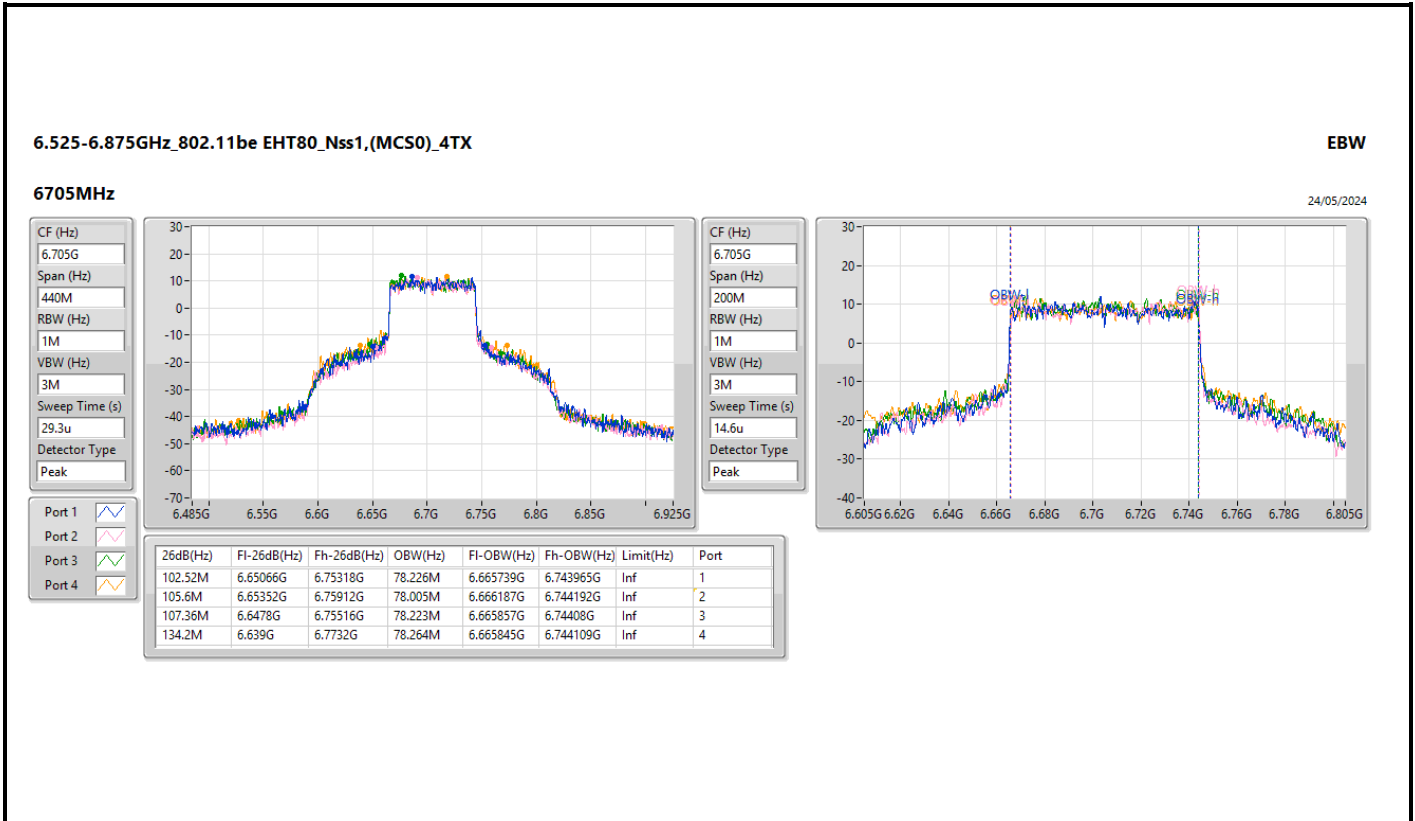 6.525-6.875GHz_802.11be EHT80_Nss1,(MCS0)_4TX EBW
6705MHz
24/05/2024
CF (Hz)
6.705G
Span (Hz)
440M
RBW (Hz)
1M
VBW (Hz)
3M
Sweep Time (s)
29.3u
Detector Type
Peak
30
20
10
0
-10
-20
-30
-40
-50
-60
-70
6.485G 6.55G 6.6G 6.65G 6.7G 6.75G 6.8G 6.85G 6.925G
CF (Hz)
6.705G
Span (Hz)
200M
RBW (Hz)
1M
VBW (Hz)
3M
Sweep Time (s)
14.6u
Detector Type
Peak
30
20
10
0
-10
-20
-30
-40
OBW-l OBW-h
6.605G 6.62G 6.64G 6.66G 6.68G 6.7G 6.72G 6.74G 6.76G 6.78G 6.805G
Port 1
Port 2
Port 3
Port 4
26dB(Hz) Fl-26dB(Hz) Fh-26dB(Hz) OBW(Hz) Fl-OBW(Hz) Fh-OBW(Hz) Limit(Hz) Port
102.52M 6.65066G 6.75318G 78.226M 6.665739G 6.743965G Inf 1
105.6M 6.65352G 6.75912G 78.005M 6.666187G 6.744192G Inf 2
107.36M 6.6478G 6.75516G 78.223M 6.665857G 6.74408G Inf 3
134.2M 6.639G 6.7732G 78.264M 6.665845G 6.744109G Inf 4